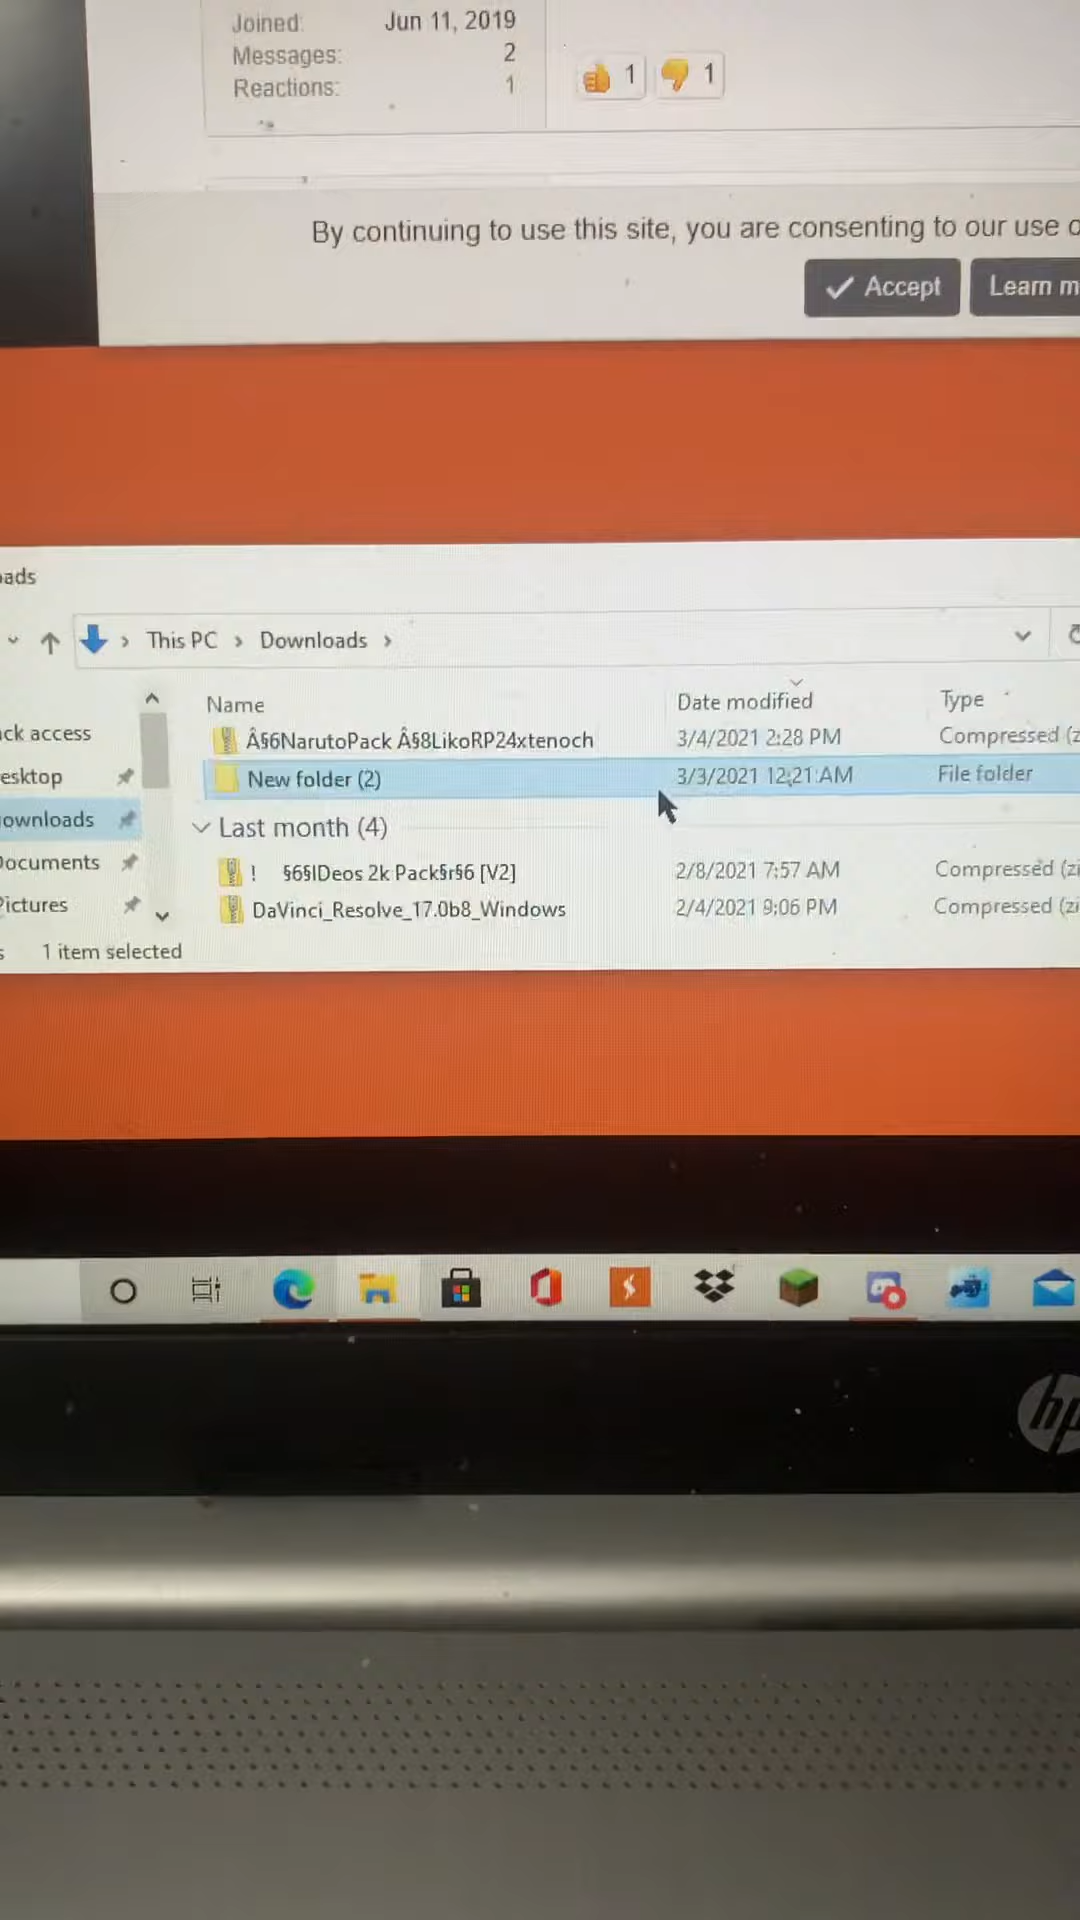 Joined: Jun 11, 2019
Messages: 2
Reactions: 1
1 1
By continuing to use this site, you are consenting to our use
Accept Learn m
oads
This PC > Downloads >
Name Date modified Type
ck access
Â§6NarutoPack Â§8LikoRP24xtenoch 3/4/2021 2:28 PM Compressed (z
esktop
New folder (2) 3/3/2021 12:21 AM File folder
ownloads
Last month (4)
Documents
! §6§lDeos 2k Pack§r§6 [V2] 2/8/2021 7:57 AM Compressed (zi
Pictures
DaVinci_Resolve_17.0b8_Windows 2/4/2021 9:06 PM Compressed (zi
s 1 item selected
hp